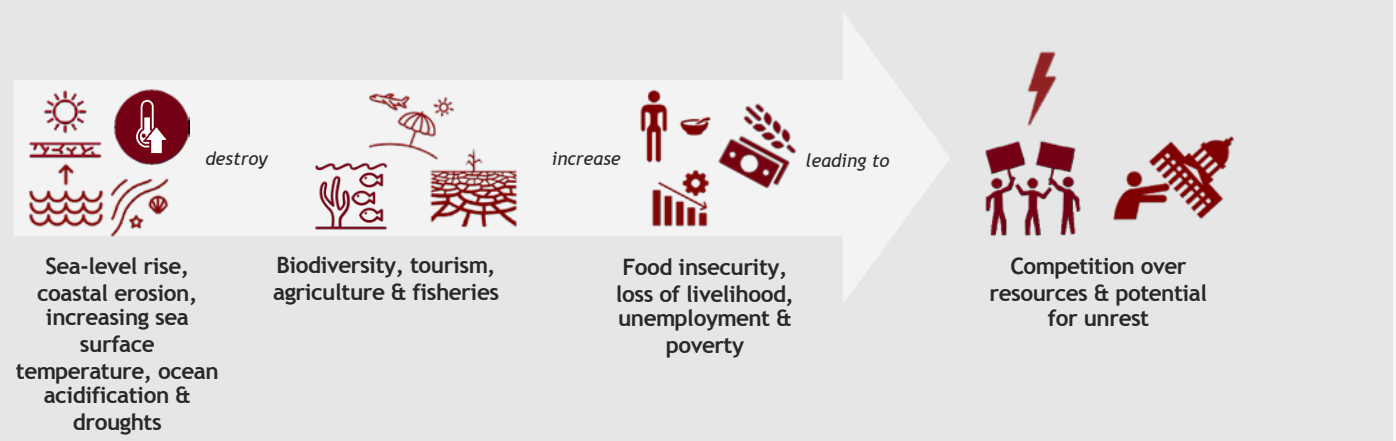 destroy
increase
leading to
Sea-level rise,
coastal erosion,
increasing sea
surface
temperature, ocean
acidification &
droughts
Biodiversity, tourism,
agriculture & fisheries
Food insecurity,
loss of livelihood,
unemployment &
poverty
Competition over
resources & potential
for unrest